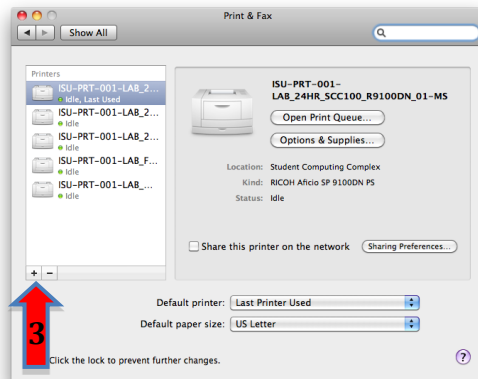 Print & Fax
Show All
Printers
ISU-PRT-001-LAB_2...
Idle, Last Used
ISU-PRT-001-LAB_2...
Idle
ISU-PRT-001-LAB_2...
Idle
ISU-PRT-001-LAB_F...
Idle
ISU-PRT-001-LAB_...
Idle
+ −
ISU-PRT-001-
LAB_24HR_SCC100_R9100DN_01-MS
Open Print Queue...
Options & Supplies...
Location: Student Computing Complex
Kind: RICOH Aficio SP 9100DN PS
Status: Idle
Share this printer on the network
Sharing Preferences...
Default printer: Last Printer Used
Default paper size: US Letter
3
Click the lock to prevent further changes.
?